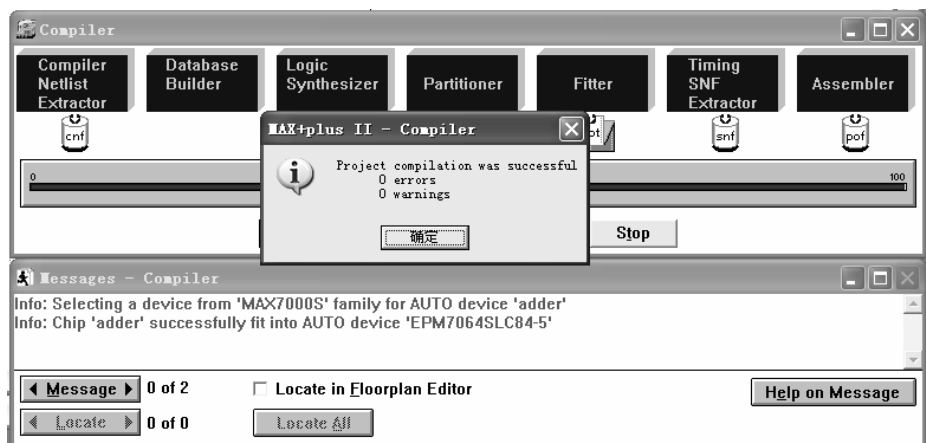 Compiler
Compiler Netlist Extractor
Database Builder
Logic Synthesizer
Partitioner
Fitter
Timing SNF Extractor
Assembler
cnf
snf
pof
MAX+plus II - Compiler
Project compilation was successful
0 errors
0 warnings
确定
0
100
Stop
Messages - Compiler
Info: Selecting a device from 'MAX7000S' family for AUTO device 'adder'
Info: Chip 'adder' successfully fit into AUTO device 'EPM7064SLC84-5'
Message
0 of 2
Locate in Floorplan Editor
Help on Message
Locate
0 of 0
Locate All